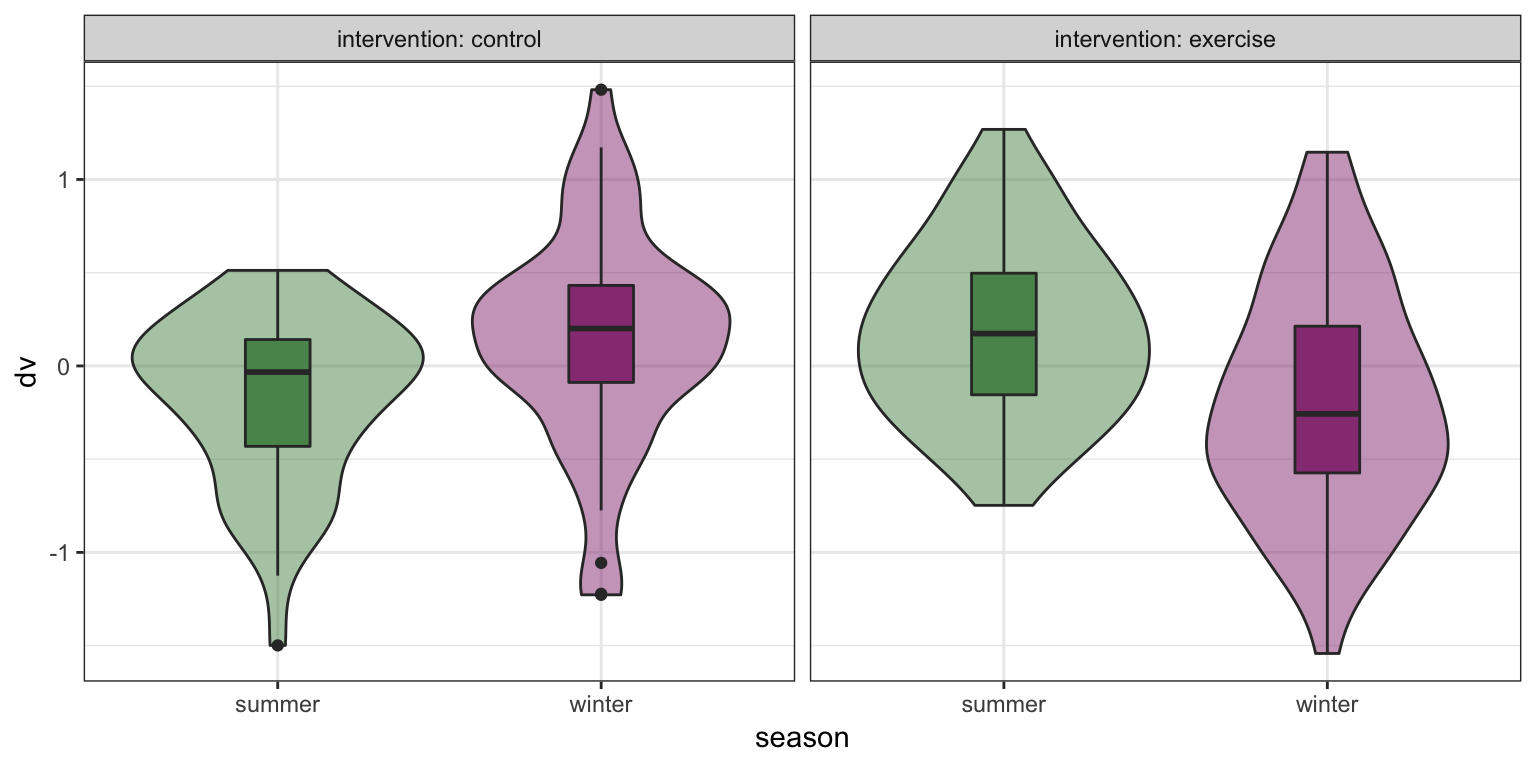 intervention: control
intervention: exercise
dv
1
0
-1
summer
winter
summer
winter
season